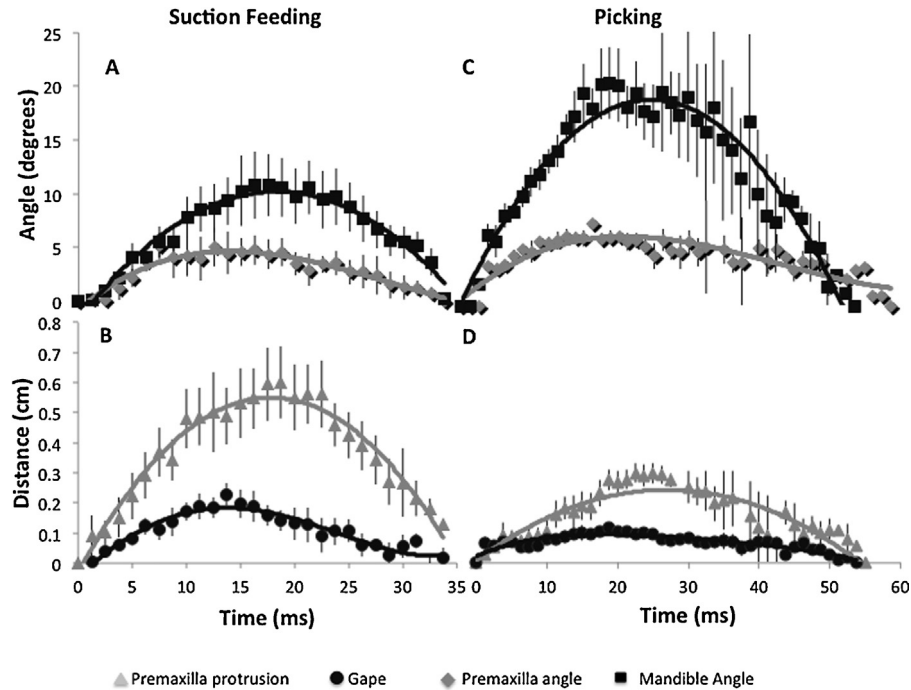 Suction Feeding
Picking
A
C
Angle (degrees)
25
20
15
10
5
0
B
D
Distance (cm)
0.8
0.7
0.6
0.5
0.4
0.3
0.2
0.1
0
0 5 10 15 20 25 30 35
0 10 20 30 40 50 60
Time (ms)
Time (ms)
Premaxilla protrusion
Gape
Premaxilla angle
Mandible Angle